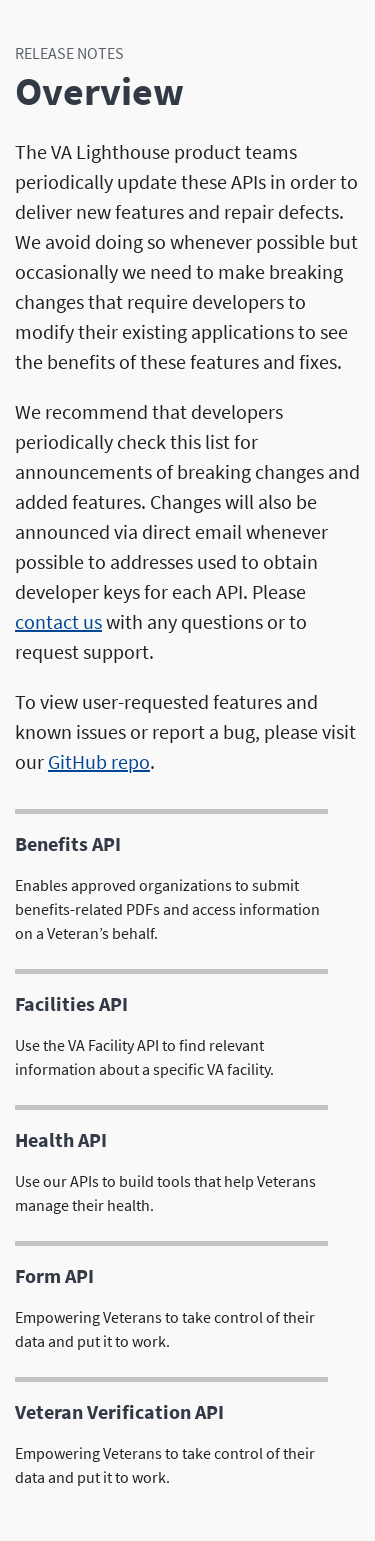 RELEASE NOTES
Overview
The VA Lighthouse product teams
periodically update these APIs in order to
deliver new features and repair defects.
We avoid doing so whenever possible but
occasionally we need to make breaking
changes that require developers to
modify their existing applications to see
the benefits of these features and fixes.
We recommend that developers
periodically check this list for
announcements of breaking changes and
added features. Changes will also be
announced via direct email whenever
possible to addresses used to obtain
developer keys for each API. Please
contact us with any questions or to
request support.
To view user-requested features and
known issues or report a bug, please visit
our GitHub repo.
Benefits API
Enables approved organizations to submit
benefits-related PDFs and access information
on a Veteran’s behalf.
Facilities API
Use the VA Facility API to find relevant
information about a specific VA facility.
Health API
Use our APIs to build tools that help Veterans
manage their health.
Form API
Empowering Veterans to take control of their
data and put it to work.
Veteran Verification API
Empowering Veterans to take control of their
data and put it to work.